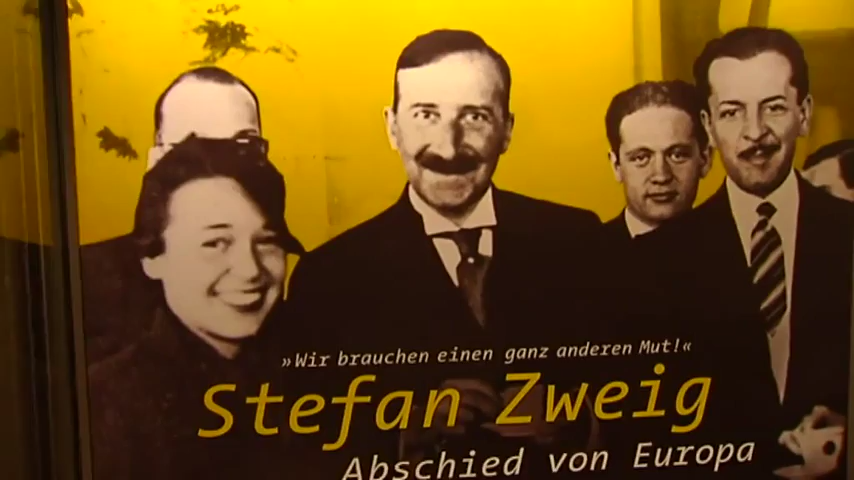 »Wir brauchen einen ganz anderen Mut!«
Stefan Zweig
Abschied von Europa